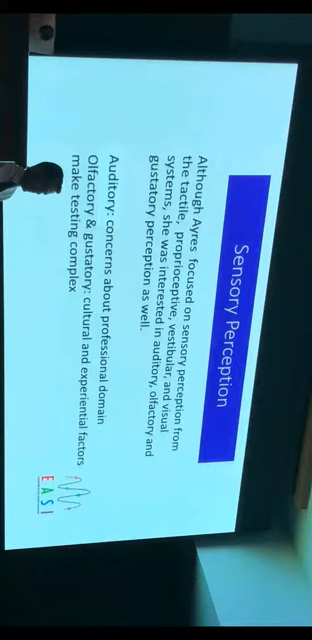 Sensory Perception
Although Ayres focused on sensory perception from
the tactile, proprioceptive, vestibular, and visual
systems, she was interested in auditory, olfactory and
gustatory perception as well.
Auditory: concerns about professional domain
Olfactory & gustatory: cultural and experiential factors
make testing complex
EASI